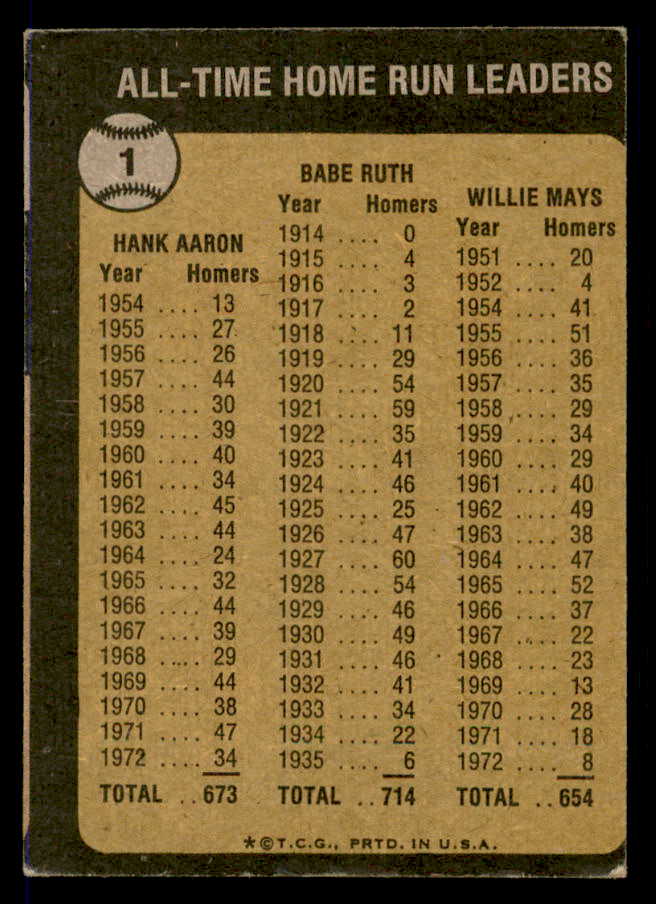 ALL-TIME HOME RUN LEADERS
1
HANK AARON
Year Homers
1954 .... 13
1955 .... 27
1956 .... 26
1957 .... 44
1958 .... 30
1959 .... 39
1960 .... 40
1961 .... 34
1962 .... 45
1963 .... 44
1964 .... 24
1965 .... 32
1966 .... 44
1967 .... 39
1968 .... 29
1969 .... 44
1970 .... 38
1971 .... 47
1972 .... 34
TOTAL .. 673
BABE RUTH
Year Homers
1914 .... 0
1915 .... 4
1916 .... 3
1917 .... 2
1918 .... 11
1919 .... 29
1920 .... 54
1921 .... 59
1922 .... 35
1923 .... 41
1924 .... 46
1925 .... 25
1926 .... 47
1927 .... 60
1928 .... 54
1929 .... 46
1930 .... 49
1931 .... 46
1932 .... 41
1933 .... 34
1934 .... 22
1935 .... 6
TOTAL .. 714
WILLIE MAYS
Year Homers
1951 .... 20
1952 .... 4
1954 .... 41
1955 .... 51
1956 .... 36
1957 .... 35
1958 .... 29
1959 .... 34
1960 .... 29
1961 .... 40
1962 .... 49
1963 .... 38
1964 .... 47
1965 .... 52
1966 .... 37
1967 .... 22
1968 .... 23
1969 .... 13
1970 .... 28
1971 .... 18
1972 .... 8
TOTAL .. 654
*©T.C.G., PRTD. IN U.S.A.